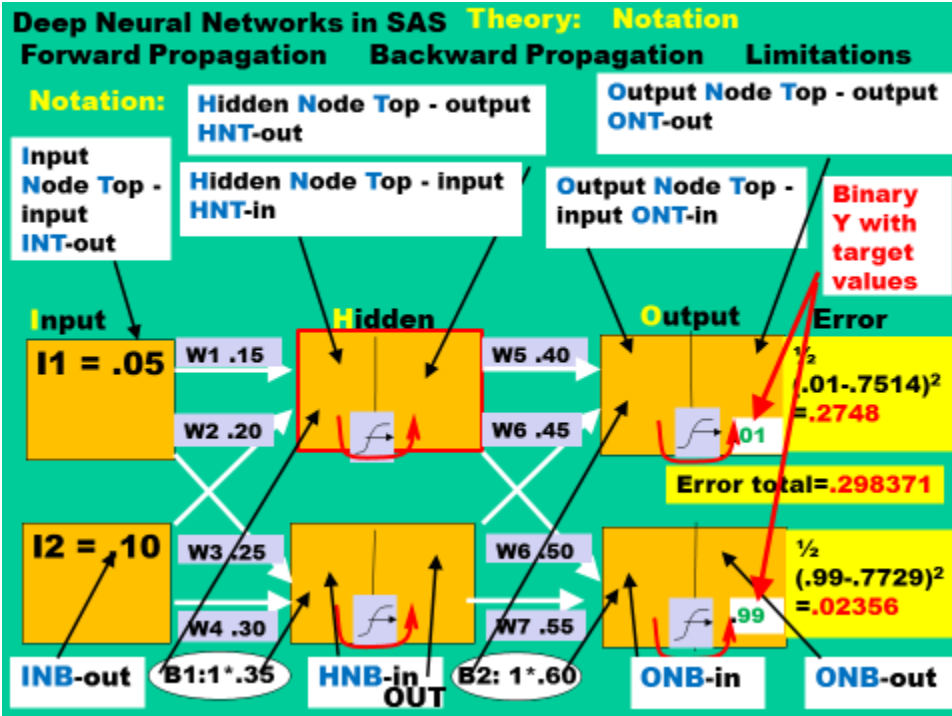 Deep Neural Networks in SAS Theory: Notation
Forward Propagation Backward Propagation Limitations
Notation:
Hidden Node Top - output
HNT-out
Output Node Top - output
ONT-out
Input
Node Top -
input
INT-out
Hidden Node Top - input
HNT-in
Output Node Top -
input ONT-in
Binary
Y with
target
values
Input
Hidden
Output
Error
I1 = .05
W1 .15
W5 .40
½
(.01-.7514)²
=.2748
W2 .20
W6 .45
.01
Error total=.298371
I2 = .10
W3 .25
W6 .50
½
(.99-.7729)²
=.02356
W4 .30
W7 .55
.99
INB-out
B1:1*.35
HNB-in
OUT
B2: 1*.60
ONB-in
ONB-out